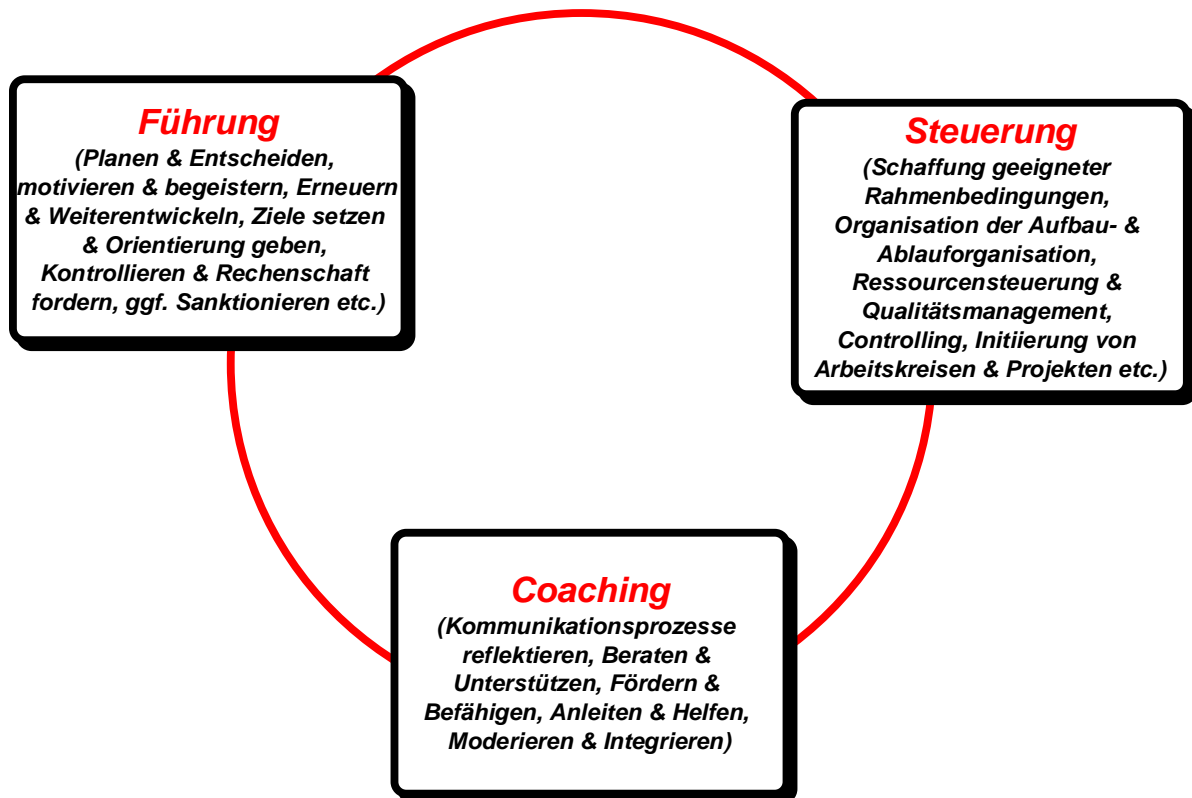 Führung
(Planen & Entscheiden,
motivieren & begeistern, Erneuern
& Weiterentwickeln, Ziele setzen
& Orientierung geben,
Kontrollieren & Rechenschaft
fordern, ggf. Sanktionieren etc.)
Steuerung
(Schaffung geeigneter
Rahmenbedingungen,
Organisation der Aufbau- &
Ablauforganisation,
Ressourcensteuerung &
Qualitätsmanagement,
Controlling, Initiierung von
Arbeitskreisen & Projekten etc.)
Coaching
(Kommunikationsprozesse
reflektieren, Beraten &
Unterstützen, Fördern &
Befähigen, Anleiten & Helfen,
Moderieren & Integrieren)